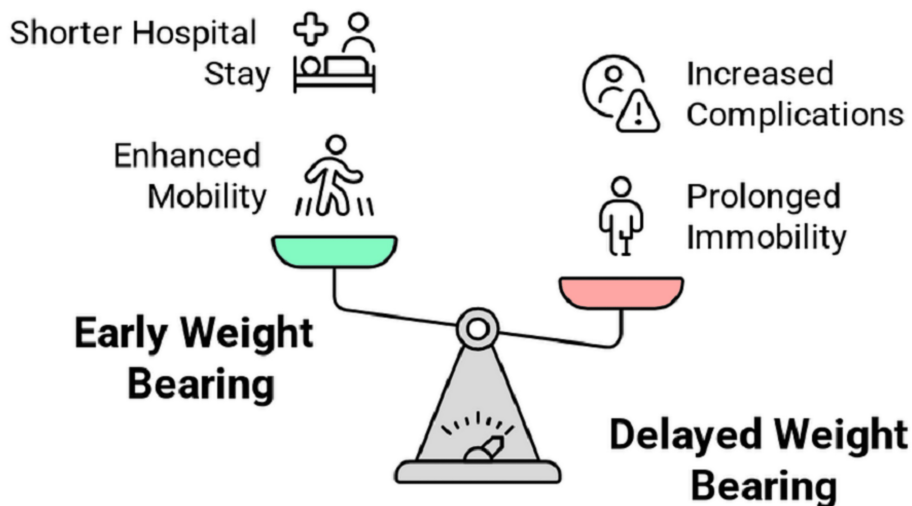 Shorter Hospital
Stay
Enhanced
Mobility
Early Weight
Bearing
Increased
Complications
Prolonged
Immobility
Delayed Weight
Bearing